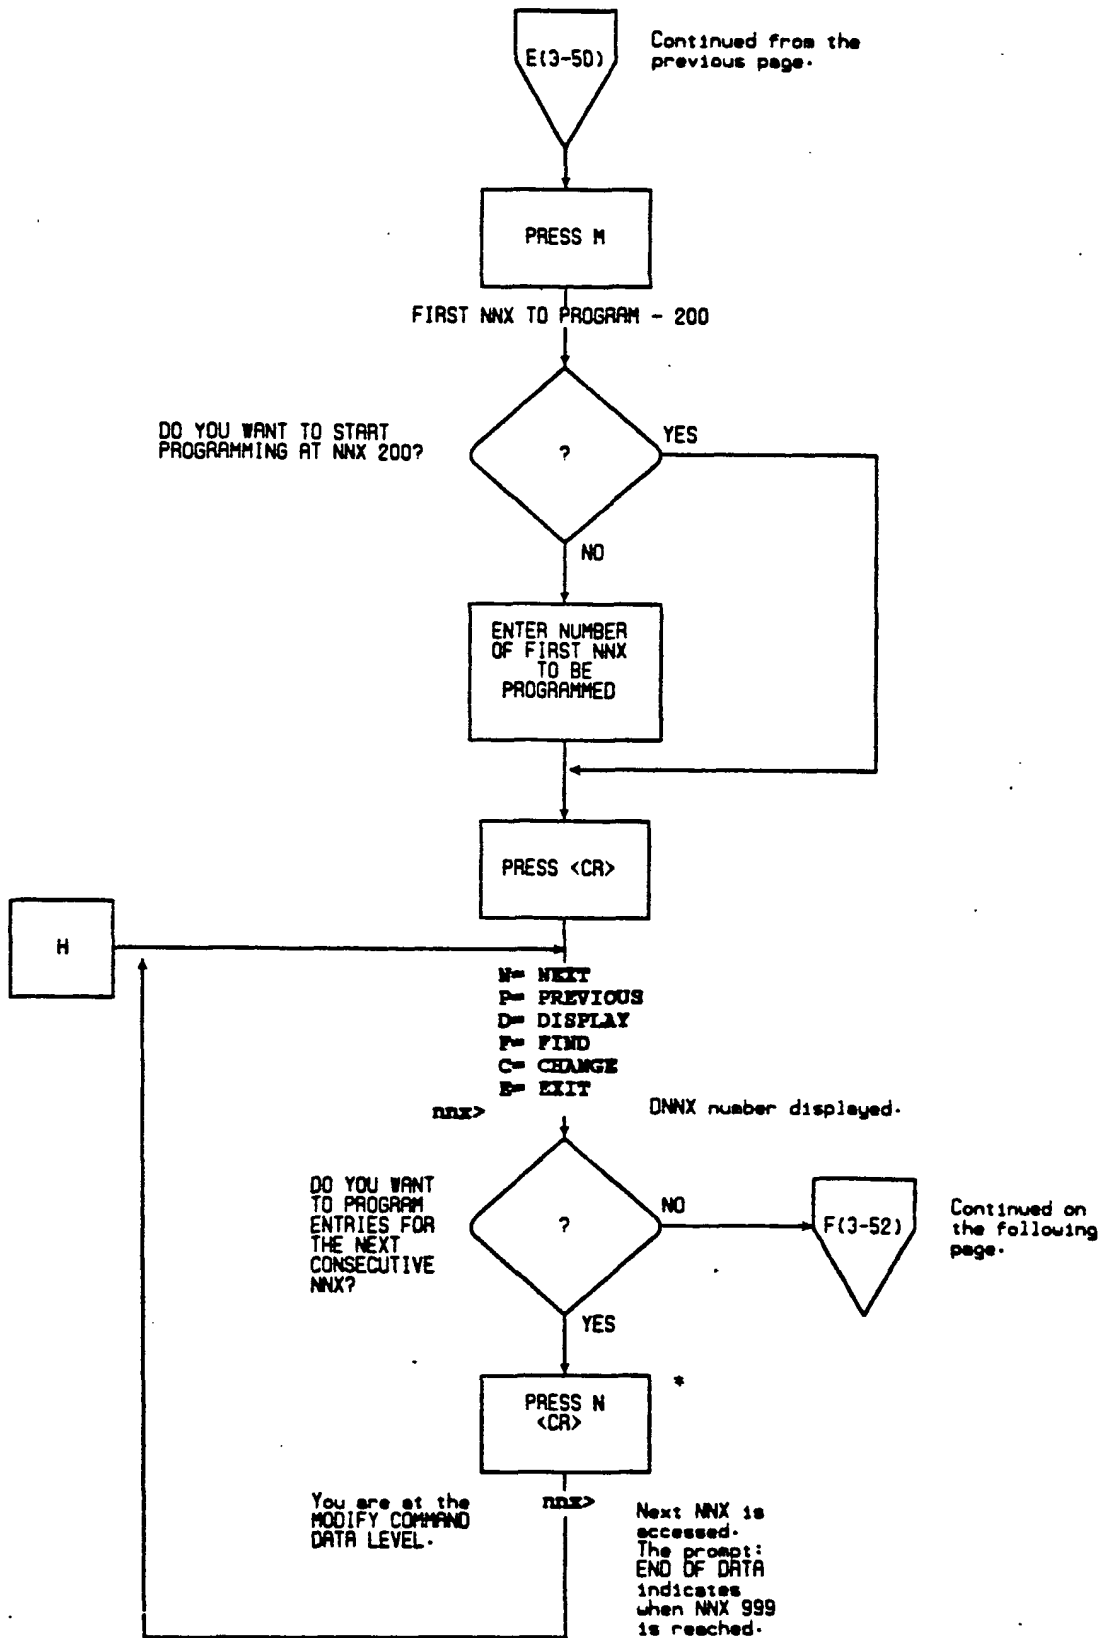 E(3-50)
Continued from the
previous page.
PRESS M
FIRST NNX TO PROGRAM - 200
DO YOU WANT TO START
PROGRAMMING AT NNX 200?
?
YES
NO
ENTER NUMBER
OF FIRST NNX
TO BE
PROGRAMMED
PRESS <CR>
H
N= NEXT
P= PREVIOUS
D= DISPLAY
F= FIND
C= CHANGE
E= EXIT
nnx>
DNNX number displayed.
DO YOU WANT
TO PROGRAM
ENTRIES FOR
THE NEXT
CONSECUTIVE
NNX?
?
NO
F(3-52)
Continued on
the following
page.
YES
PRESS N
<CR>
*
You are at the
MODIFY COMMAND
DATA LEVEL.
nnx>
Next NNX is
accessed.
The prompt:
END OF DATA
indicates
when NNX 999
is reached.